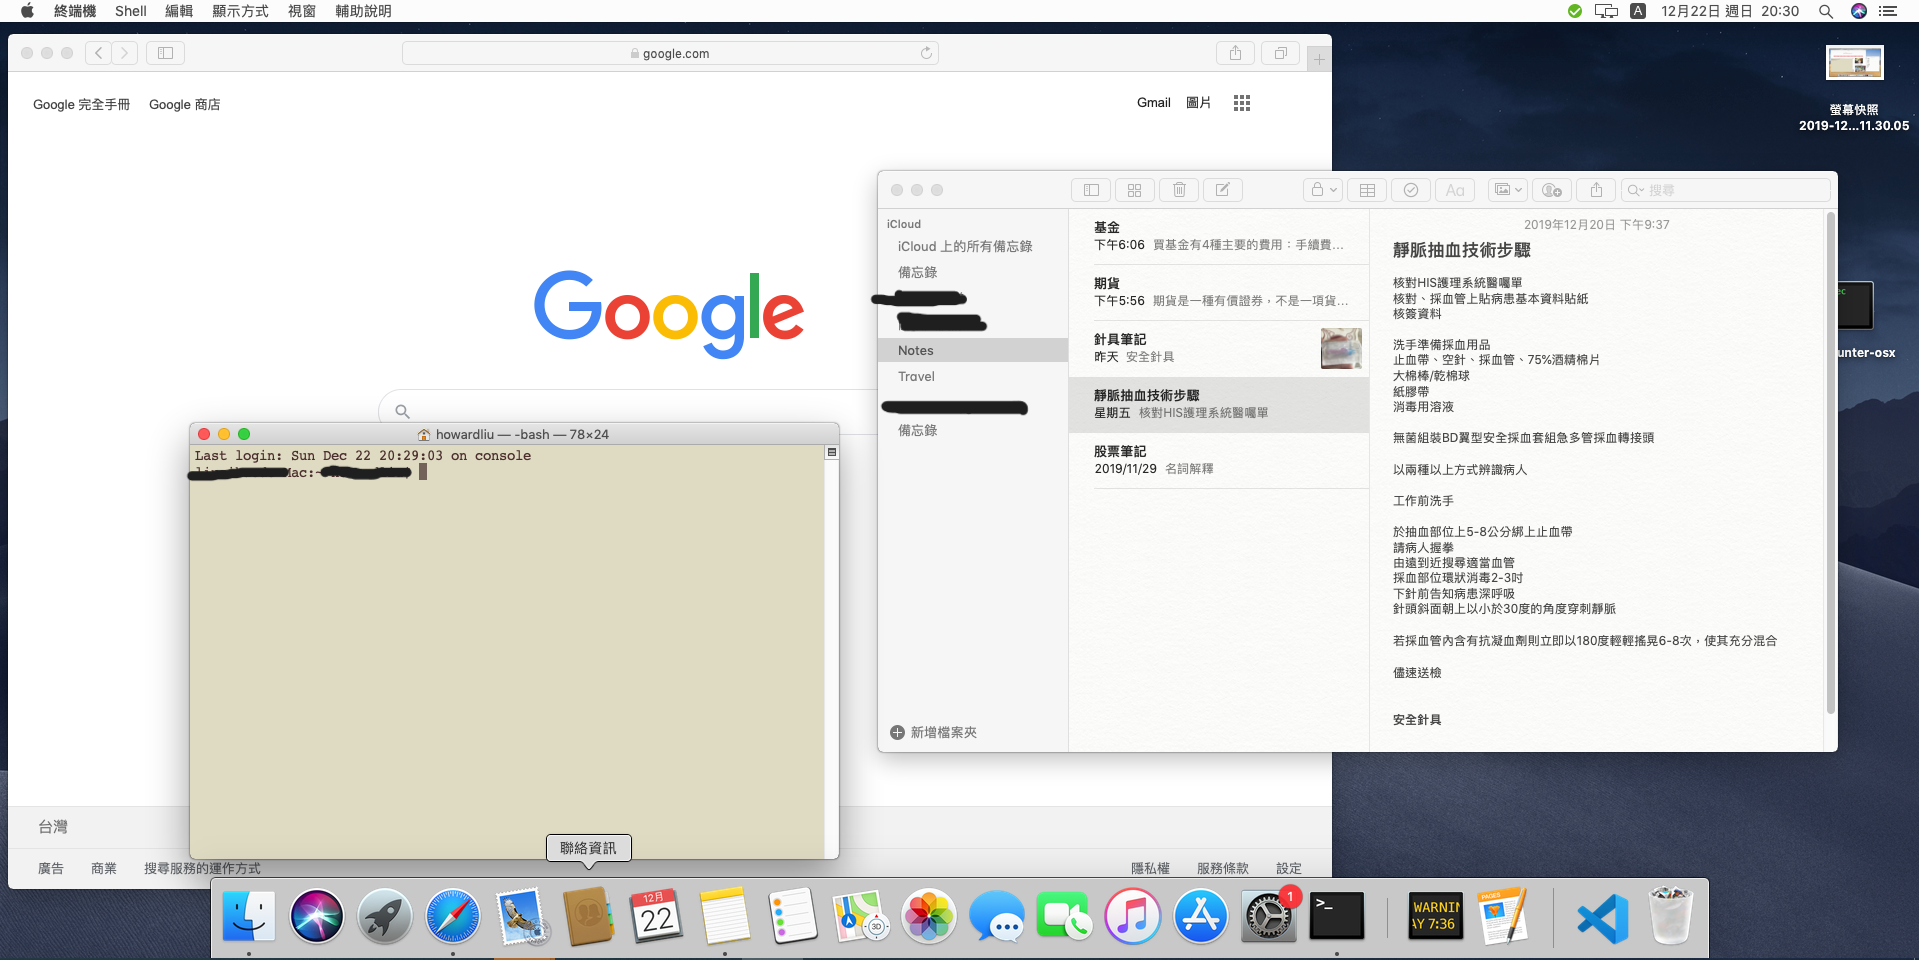 終端機 Shell 編輯 顯示方式 視窗 輔助說明
A 12月22日 週日 20:30
google.com
Google 完全手冊 Google 商店
Gmail 圖片
Google
螢幕快照
2019-12...11.30.05
unter-osx
搜尋
iCloud
iCloud 上的所有備忘錄
備忘錄
Notes
Travel
備忘錄
新增檔案夾
基金
下午6:06 買基金有4種主要的費用：手續費...
期貨
下午5:56 期貨是一種有價證券，不是一項貨...
針具筆記
昨天 安全針具
靜脈抽血技術步驟
星期五 核對HIS護理系統醫囑單
股票筆記
2019/11/29 名詞解釋
2019年12月20日 下午9:37
靜脈抽血技術步驟
核對HIS護理系統醫囑單
核對、採血管上貼病患基本資料貼紙
核簽資料
洗手準備採血用品
止血帶、空針、採血管、75%酒精棉片
大棉棒/乾棉球
紙膠帶
消毒用溶液
無菌組裝BD翼型安全採血套組急多管採血轉接頭
以兩種以上方式辨識病人
工作前洗手
於抽血部位上5-8公分綁上止血帶
請病人握拳
由遠到近搜尋適當血管
採血部位環狀消毒2-3吋
下針前告知病患深呼吸
針頭斜面朝上以小於30度的角度穿刺靜脈
若採血管內含有抗凝血劑則立即以180度輕輕搖晃6-8次，使其充分混合
儘速送檢
安全針具
howardliu — -bash — 78×24
Last login: Sun Dec 22 20:29:03 on console
Mac:~
台灣
廣告 商業 搜尋服務的運作方式
隱私權 服務條款 設定
聯絡資訊
12月
22
3D
1
>_
WARNIN
AY 7:36
PAGES